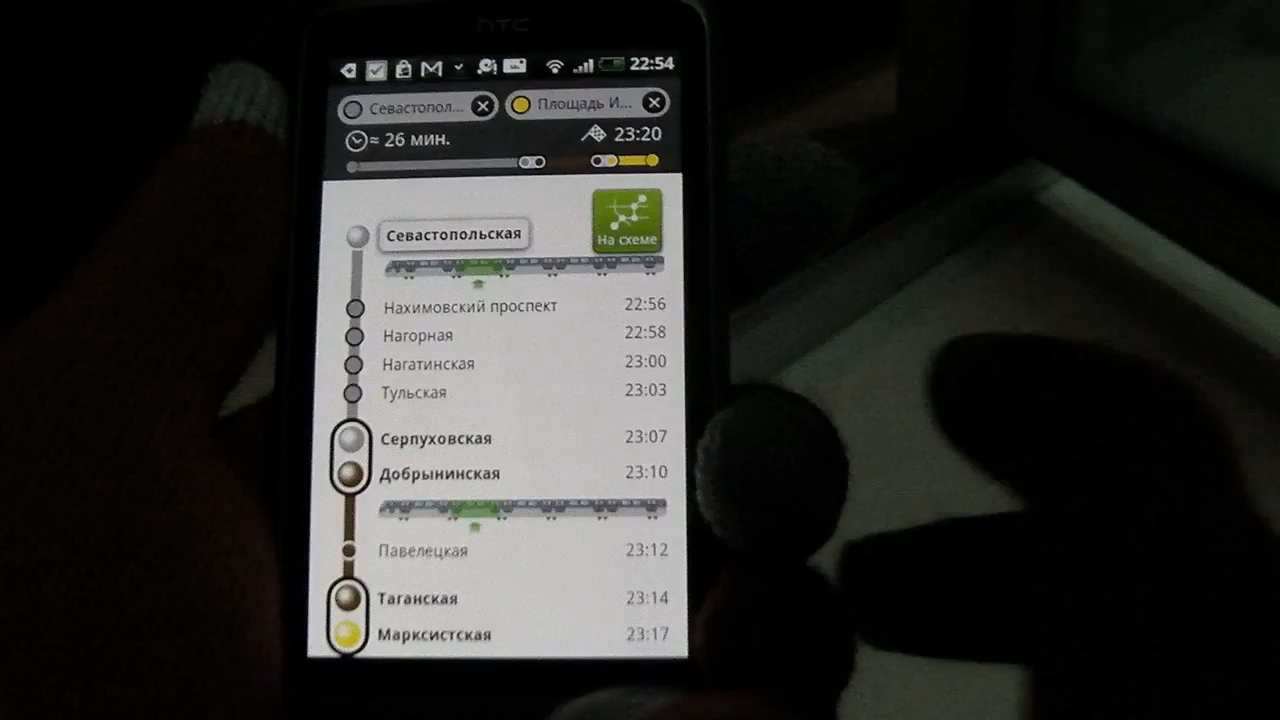 hTC
22:54
Севастопол...
Площадь И...
≈ 26 мин.
23:20
Севастопольская
На схеме
Нахимовский проспект 22:56
Нагорная 22:58
Нагатинская 23:00
Тульская 23:03
Серпуховская 23:07
Добрынинская 23:10
Павелецкая 23:12
Таганская 23:14
Марксистская 23:17